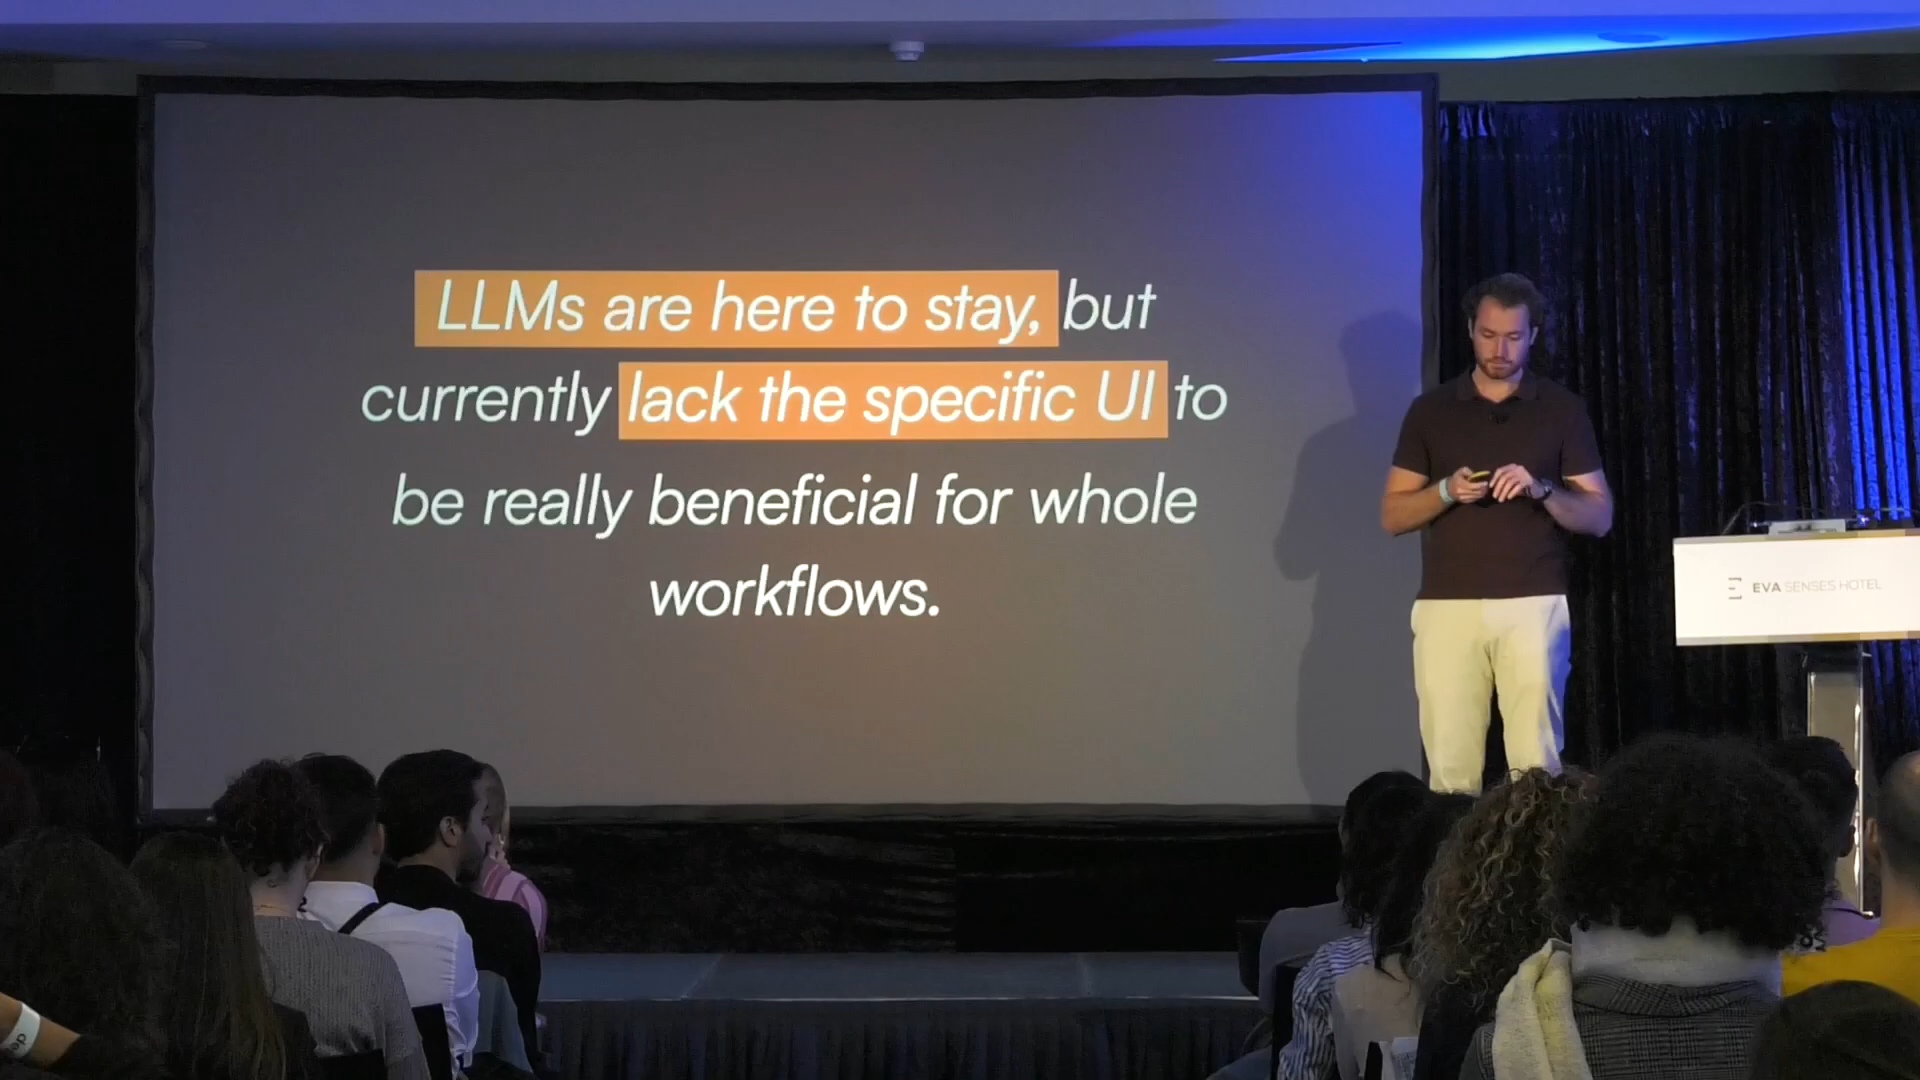 LLMs are here to stay, but
currently lack the specific UI to
be really beneficial for whole
workflows.
EVA SENSES HOTEL